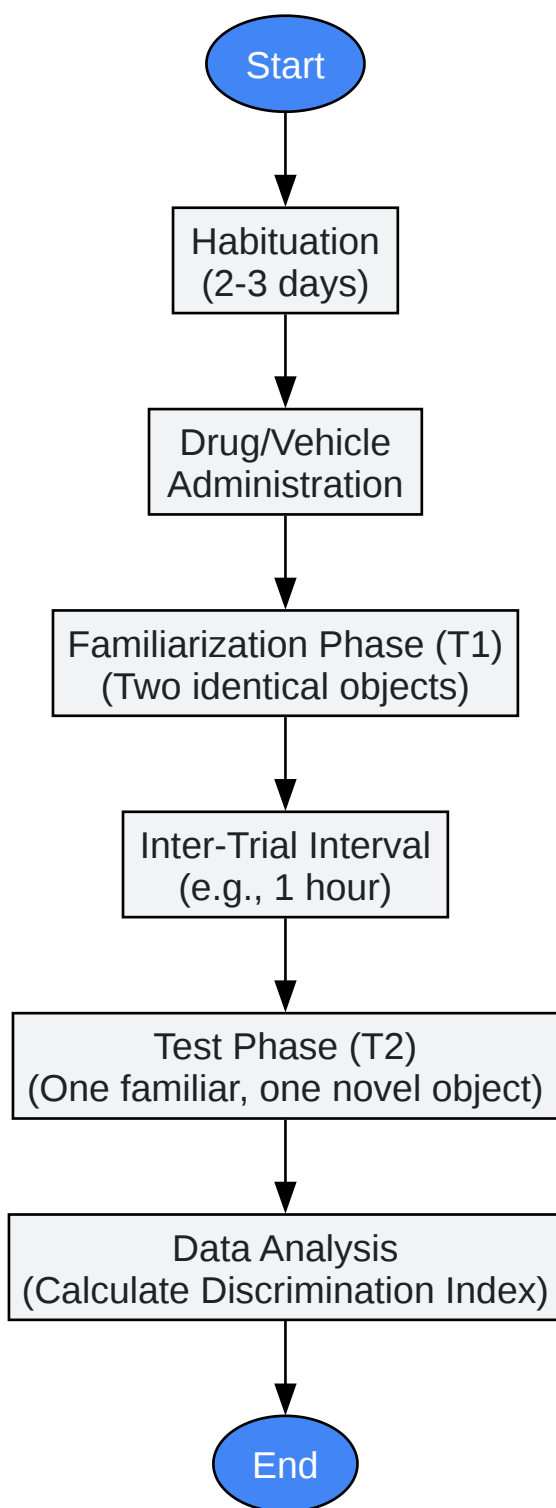 Start
Habituation
(2-3 days)
Drug/Vehicle
Administration
Familiarization Phase (T1)
(Two identical objects)
Inter-Trial Interval
(e.g., 1 hour)
Test Phase (T2)
(One familiar, one novel object)
Data Analysis
(Calculate Discrimination Index)
End